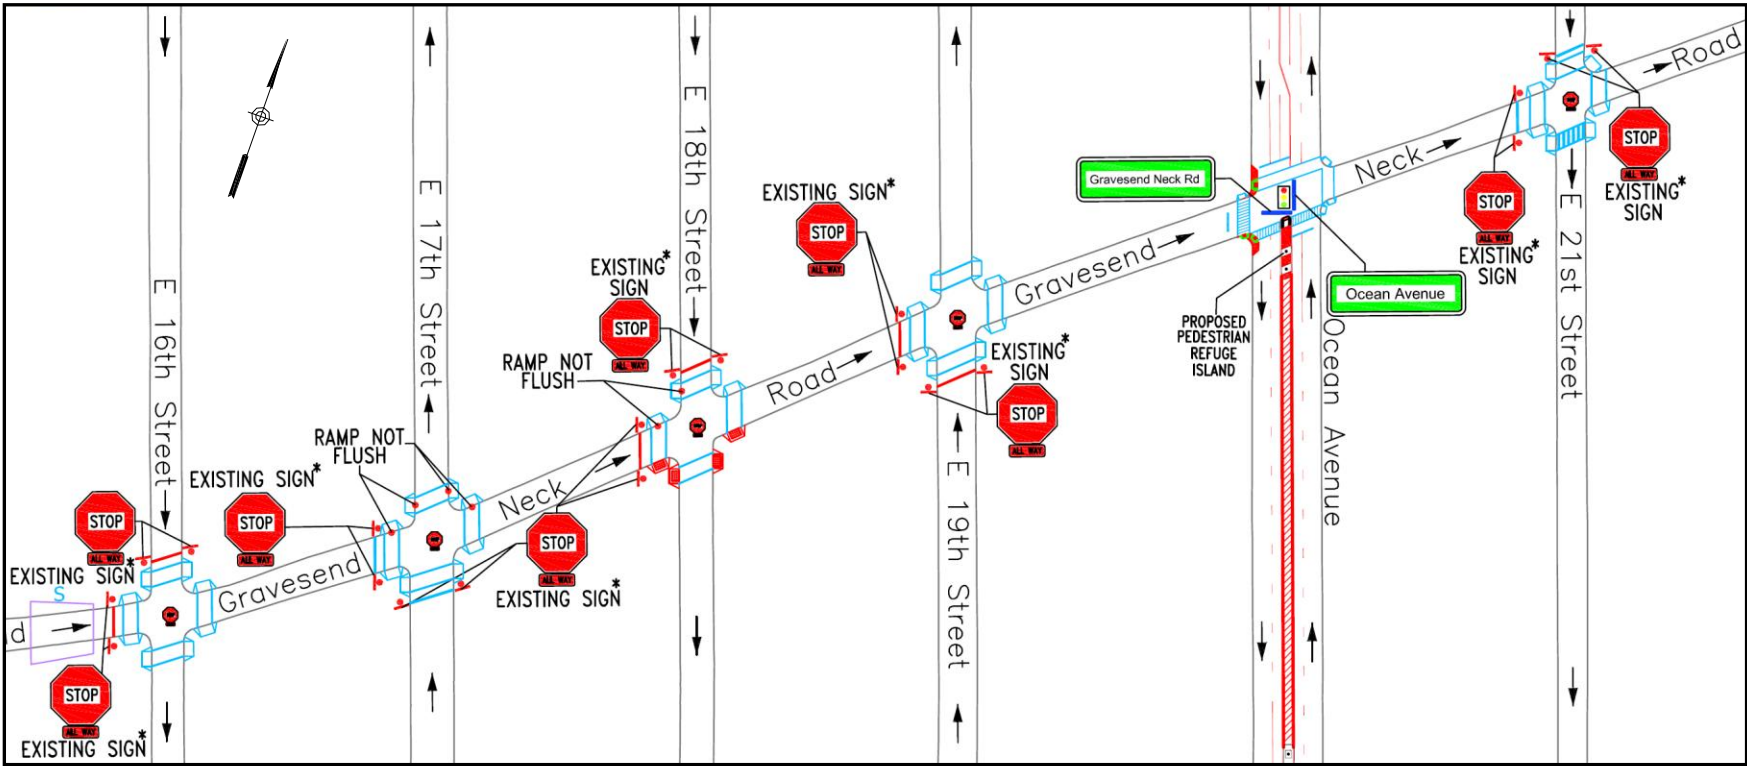 E 16th Street
E 17th Street
E 18th Street
E 19th Street
Ocean Avenue
E 21st Street
d
Gravesend
Neck
Road
Gravesend
Neck
Road
STOP
ALL WAY
EXISTING SIGN*
S
STOP
ALL WAY
EXISTING SIGN*
EXISTING SIGN*
STOP
ALL WAY
RAMP NOT
FLUSH
STOP
ALL WAY
EXISTING SIGN*
RAMP NOT
FLUSH
EXISTING*
SIGN
STOP
ALL WAY
EXISTING SIGN*
STOP
ALL WAY
EXISTING*
SIGN
STOP
ALL WAY
Gravesend Neck Rd
Ocean Avenue
PROPOSED
PEDESTRIAN
REFUGE
ISLAND
STOP
ALL WAY
EXISTING*
SIGN
STOP
ALL WAY
EXISTING*
SIGN